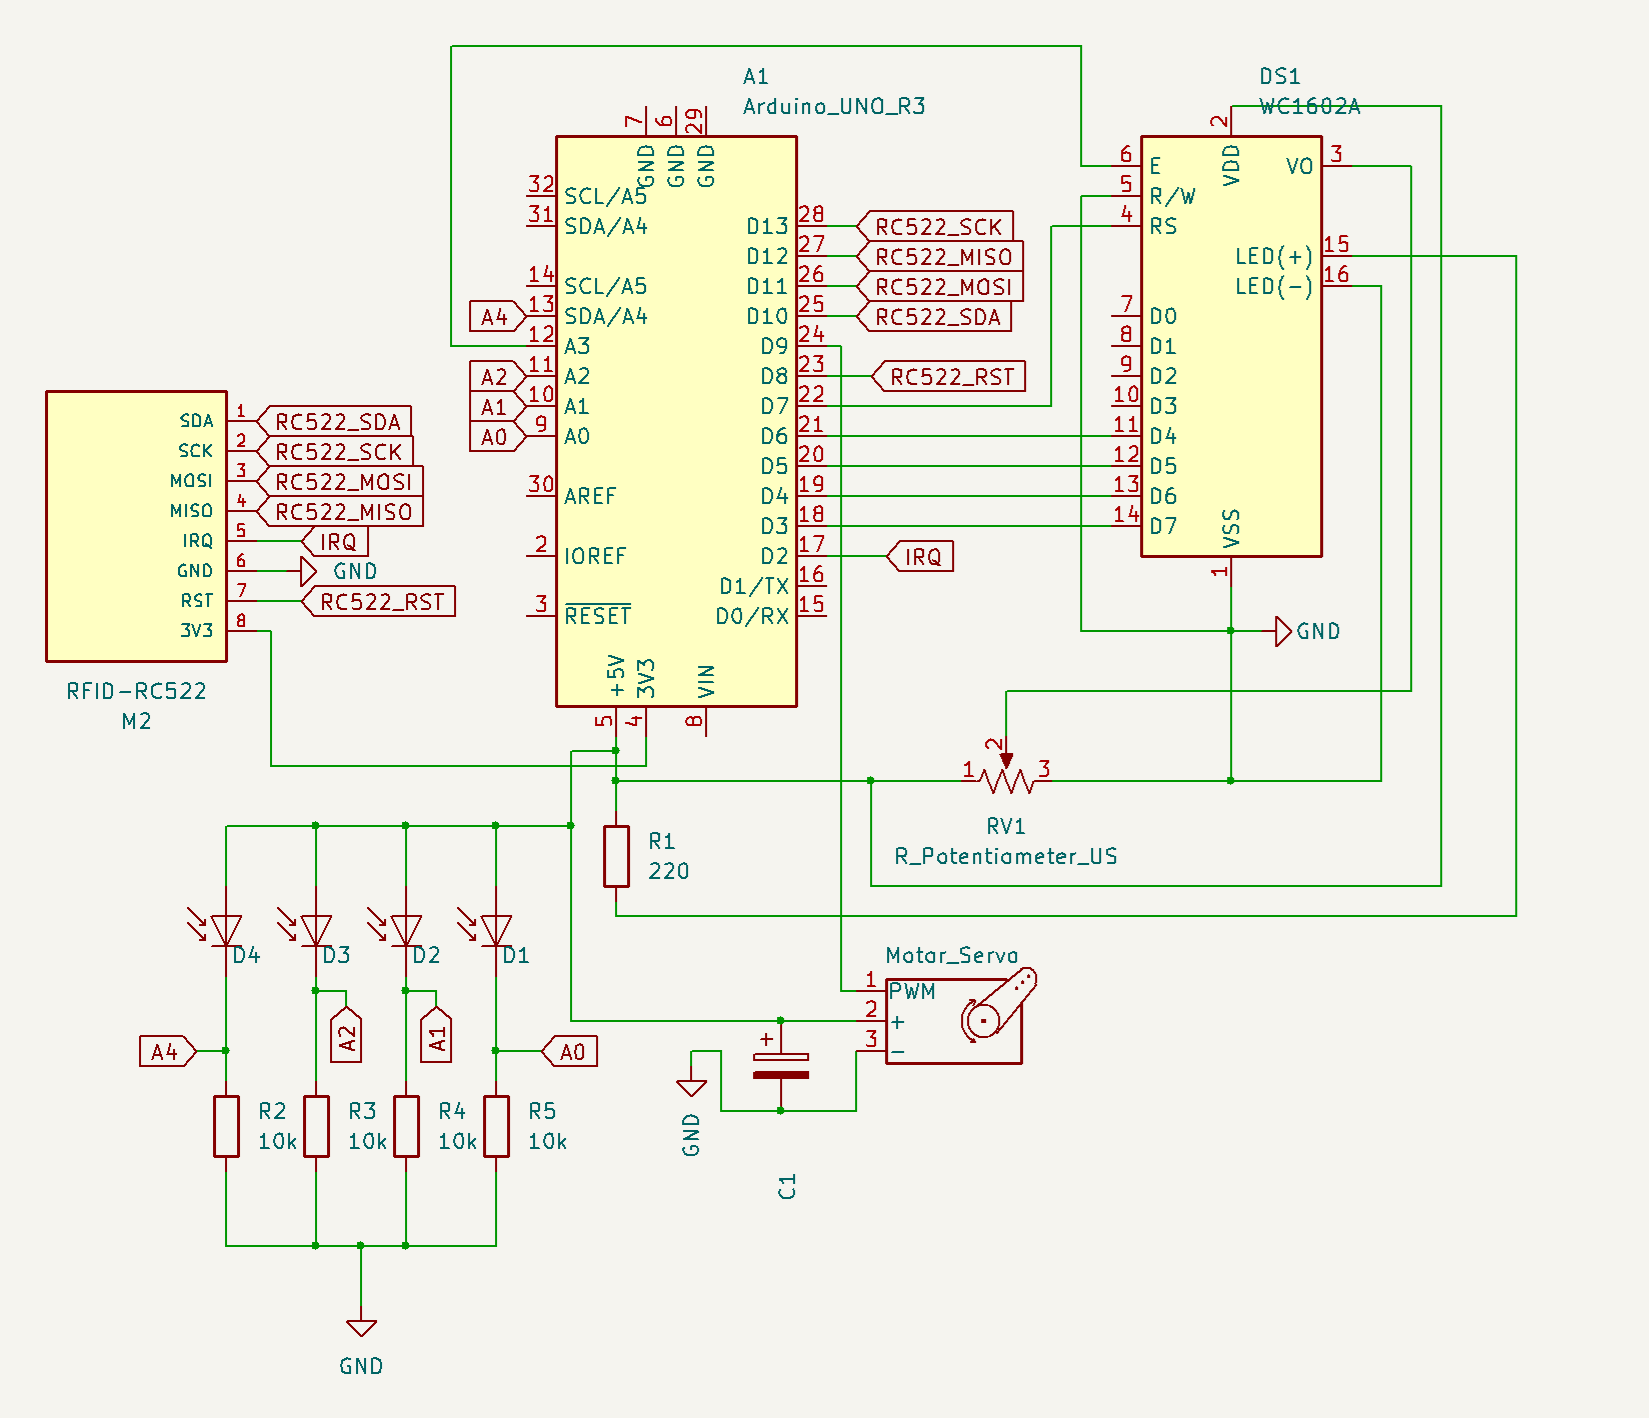 A1
Arduino_UNO_R3
7
6
29
GND
GND
GND
32 SCL/A5
31 SDA/A4
14 SCL/A5
A4 13 SDA/A4
12 A3
A2 11 A2
A1 10 A1
A0 9 A0
30 AREF
2 IOREF
3 RESET
D13 28 RC522_SCK
D12 27 RC522_MISO
D11 26 RC522_MOSI
D10 25 RC522_SDA
D9 24
D8 23 RC522_RST
D7 22
D6 21
D5 20
D4 19
D3 18
D2 17 IRQ
D1/TX 16
D0/RX 15
+5V
3V3
VIN
5
4
8
DS1
WC1602A
2
VDD
6 E
5 R/W
4 RS
7 D0
8 D1
9 D2
10 D3
11 D4
12 D5
13 D6
14 D7
VO 3
LED(+) 15
LED(-) 16
VSS
1
GND
SDA 1 RC522_SDA
SCK 2 RC522_SCK
MOSI 3 RC522_MOSI
MISO 4 RC522_MISO
IRQ 5 IRQ
GND 6 GND
RST 7 RC522_RST
3V3 8
RFID-RC522
M2
1
2
3
RV1
R_Potentiometer_US
R1
220
D4
D3
D2
D1
A4
A2
A1
A0
R2
10k
R3
10k
R4
10k
R5
10k
GND
Motor_Servo
1 PWM
2 +
3 -
+
GND
C1